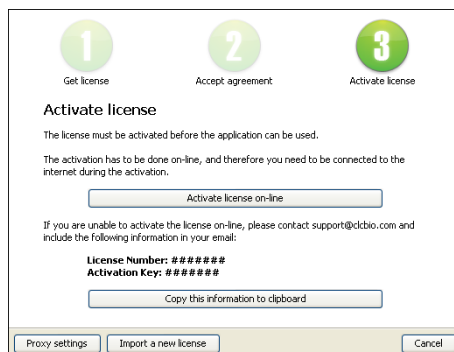 1 2 3
Get license Accept agreement Activate license
Activate license
The license must be activated before the application can be used.
The activation has to be done on-line, and therefore you need to be connected to the
internet during the activation.
Activate license on-line
If you are unable to activate the license on-line, please contact support@clcbio.com and
include the following information in your email:
License Number: #######
Activation Key: #######
Copy this information to clipboard
Proxy settings Import a new license Cancel